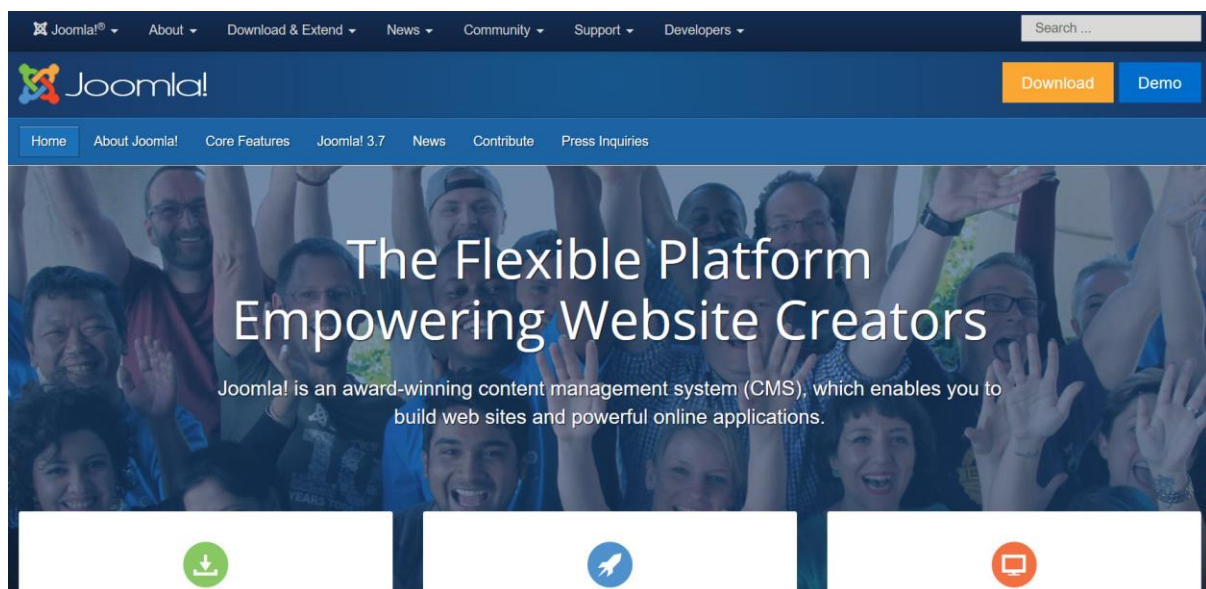 Joomla!® About Download & Extend News Community Support Developers Search ...
Joomla! Download Demo
Home About Joomla! Core Features Joomla! 3.7 News Contribute Press Inquiries
The Flexible Platform
Empowering Website Creators
Joomla! is an award-winning content management system (CMS), which enables you to
build web sites and powerful online applications.
YEARS